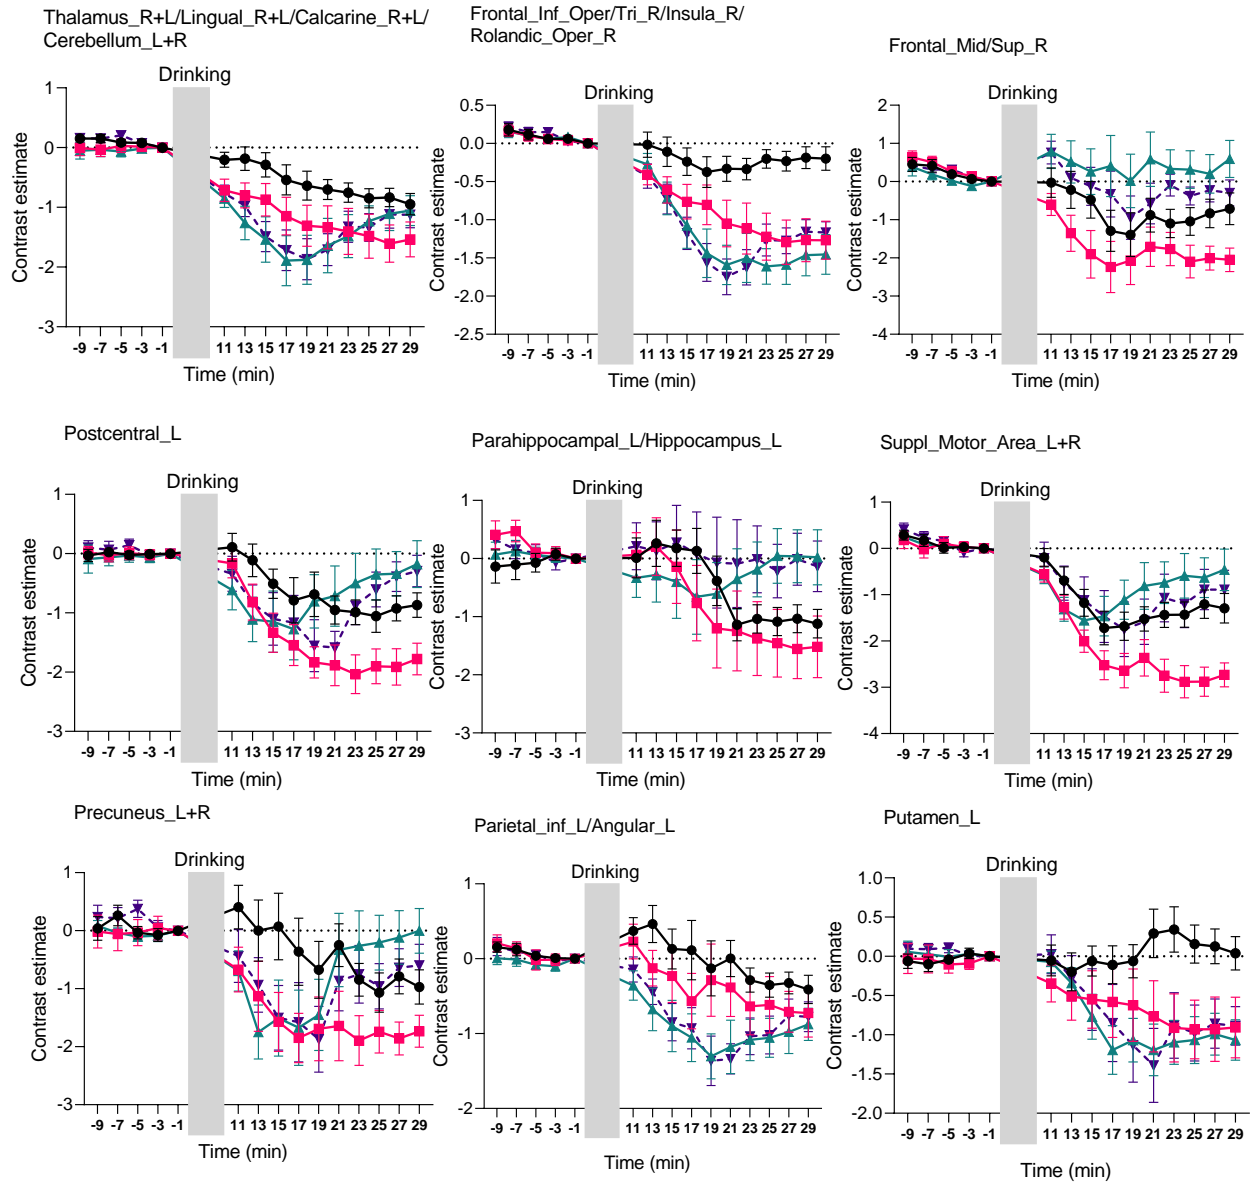 Thalamus_R+L/Lingual_R+L/Calcarine_R+L/
Cerebellum_L+R
Drinking
Contrast estimate
1
0
-1
-2
-3
-9 -7 -5 -3 -1 11 13 15 17 19 21 23 25 27 29
Time (min)
Frontal_Inf_Oper/Tri_R/Insula_R/
Rolandic_Oper_R
Drinking
Contrast estimate
0.5
0.0
-0.5
-1.0
-1.5
-2.0
-2.5
-9 -7 -5 -3 -1 11 13 15 17 19 21 23 25 27 29
Time (min)
Frontal_Mid/Sup_R
Drinking
Contrast estimate
2
1
0
-1
-2
-3
-4
-9 -7 -5 -3 -1 11 13 15 17 19 21 23 25 27 29
Time (min)
Postcentral_L
Drinking
Contrast estimate
1
0
-1
-2
-3
-9 -7 -5 -3 -1 11 13 15 17 19 21 23 25 27 29
Time (min)
Parahippocampal_L/Hippocampus_L
Drinking
Contrast estimate
1
0
-1
-2
-3
-9 -7 -5 -3 -1 11 13 15 17 19 21 23 25 27 29
Time (min)
Suppl_Motor_Area_L+R
Drinking
Contrast estimate
1
0
-1
-2
-3
-4
-9 -7 -5 -3 -1 11 13 15 17 19 21 23 25 27 29
Time (min)
Precuneus_L+R
Drinking
Contrast estimate
1
0
-1
-2
-3
-9 -7 -5 -3 -1 11 13 15 17 19 21 23 25 27 29
Time (min)
Parietal_inf_L/Angular_L
Drinking
Contrast estimate
1
0
-1
-2
-9 -7 -5 -3 -1 11 13 15 17 19 21 23 25 27 29
Time (min)
Putamen_L
Drinking
Contrast estimate
1.0
0.5
0.0
-0.5
-1.0
-1.5
-2.0
-9 -7 -5 -3 -1 11 13 15 17 19 21 23 25 27 29
Time (min)